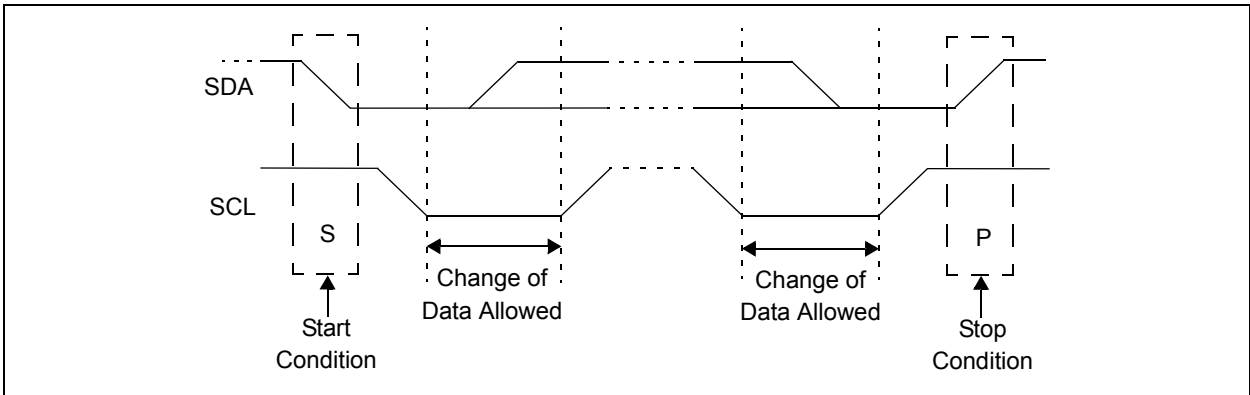 SDA
SCL
S
P
Change of
Data Allowed
Change of
Data Allowed
Start
Condition
Stop
Condition